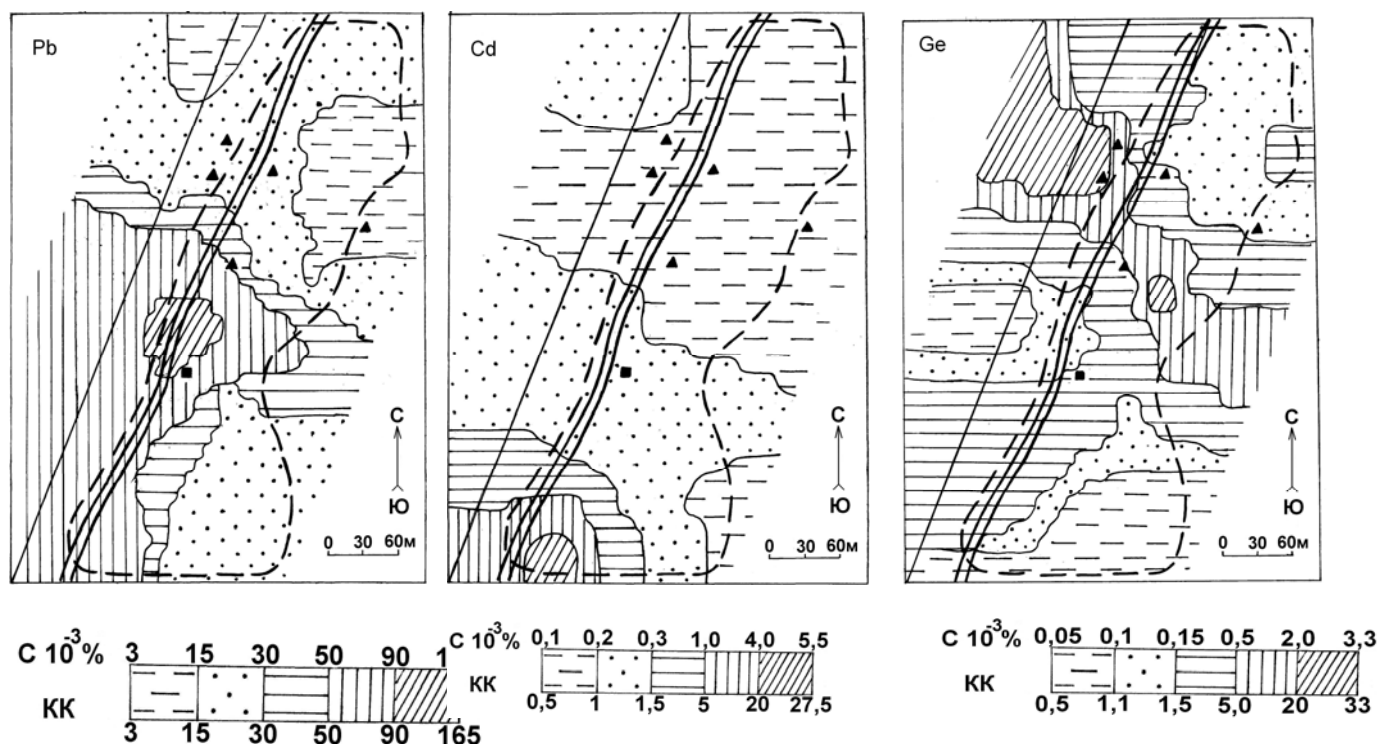 Pb
С
Ю
0 30 60м
С 10⁻³% 3 15 30 50 90 1
КК 3 15 30 50 90 165
Cd
С
Ю
0 30 60м
С 10⁻³% 0,1 0,2 0,3 1,0 4,0 5,5
КК 0,5 1 1,5 5 20 27,5
Ge
С
Ю
0 30 60м
С 10⁻³% 0,05 0,1 0,15 0,5 2,0 3,3
КК 0,5 1,1 1,5 5,0 20 33